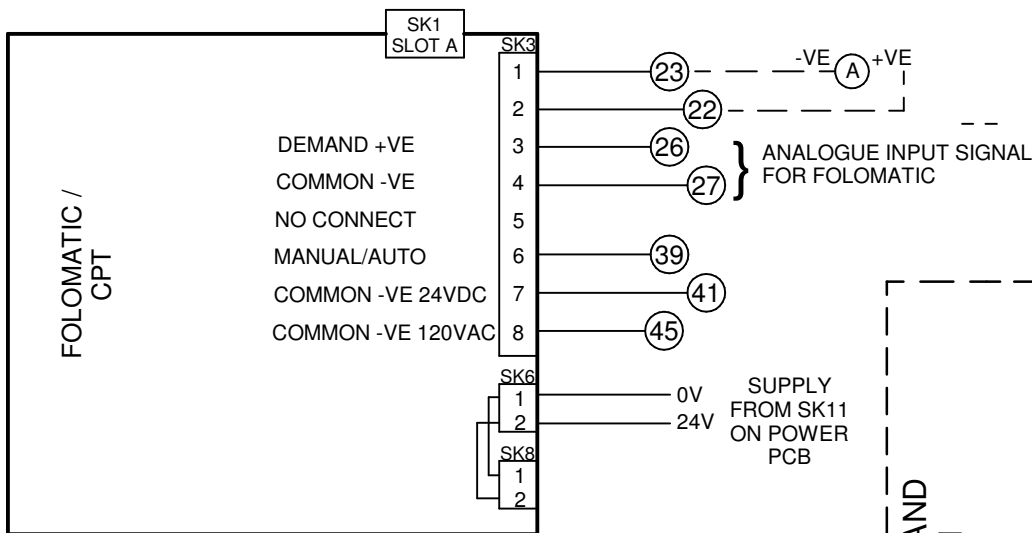 SK1
SLOT A
SK3
1
23
-VE
A
+VE
2
22
DEMAND +VE
3
26
COMMON -VE
4
27
ANALOGUE INPUT SIGNAL
FOR FOLOMATIC
NO CONNECT
5
MANUAL/AUTO
6
39
COMMON -VE 24VDC
7
41
COMMON -VE 120VAC
8
45
FOLOMATIC /
CPT
SK6
1
0V
2
24V
SUPPLY
FROM SK11
ON POWER
PCB
SK8
1
2
AND